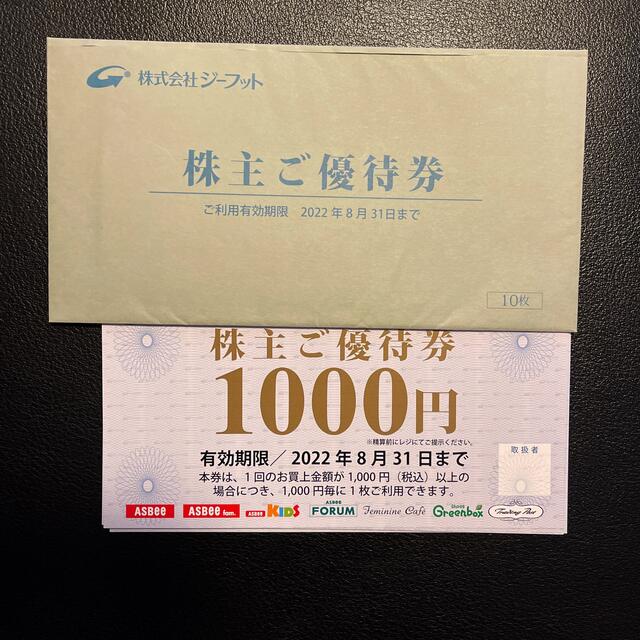 株式会社ジーフット
株主ご優待券
ご利用有効期限 2022年8月31日まで
10枚
株主ご優待券
1000円
※精算前にレジにてご提示ください。
有効期限／2022年8月31日まで
取扱者
本券は、1回のお買上金額が1,000円（税込）以上の
場合につき、1,000円毎に1枚ご利用できます。
ASBee ASBee fam. ASBee KIDS ASBee FORUM Feminine Café SHOES Greenbox Trading Post